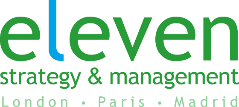 eleven
strategy & management
London • Paris • Madrid